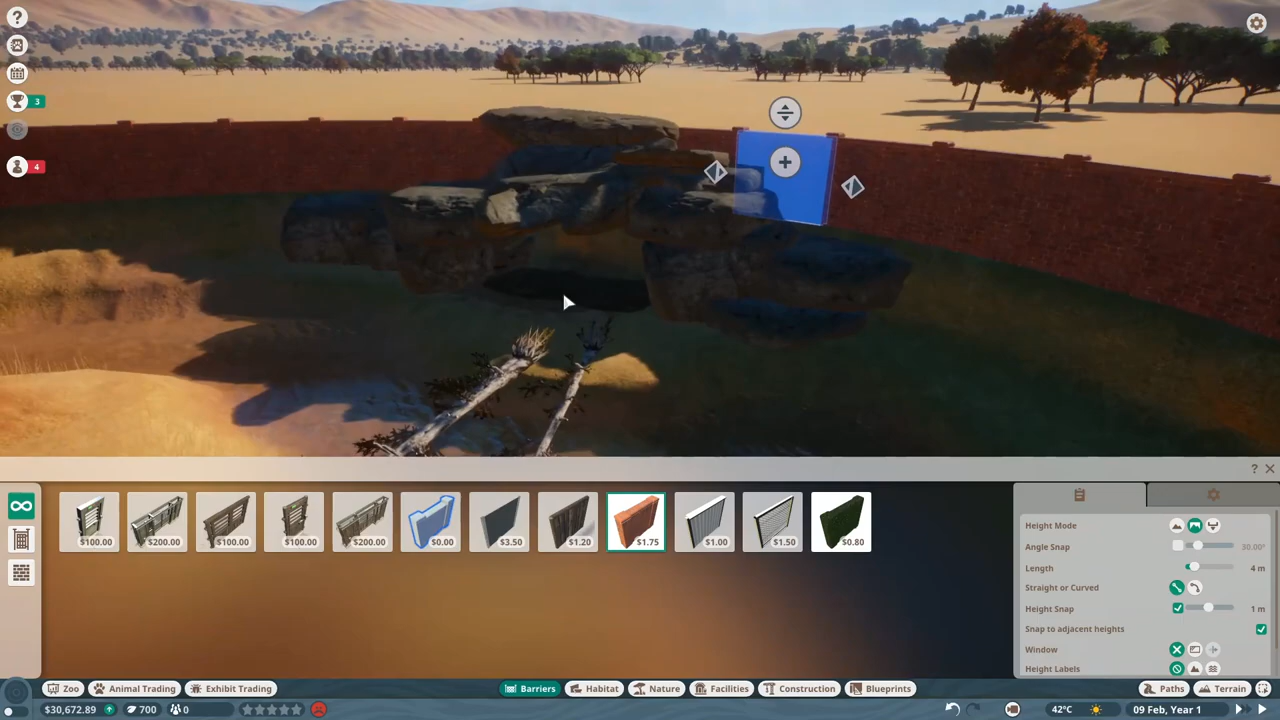 ?
3
4
? ×
$100.00 $200.00 $100.00 $100.00 $200.00 $0.00 $3.50 $1.20 $1.75 $1.00 $1.50 $0.80
Height Mode
Angle Snap 30.00°
Length 4 m
Straight or Curved
Height Snap 1 m
Snap to adjacent heights
Window
Height Labels
Zoo Animal Trading Exhibit Trading Barriers Habitat Nature Facilities Construction Blueprints Paths Terrain
$30,672.89 700 0 42°C 09 Feb, Year 1